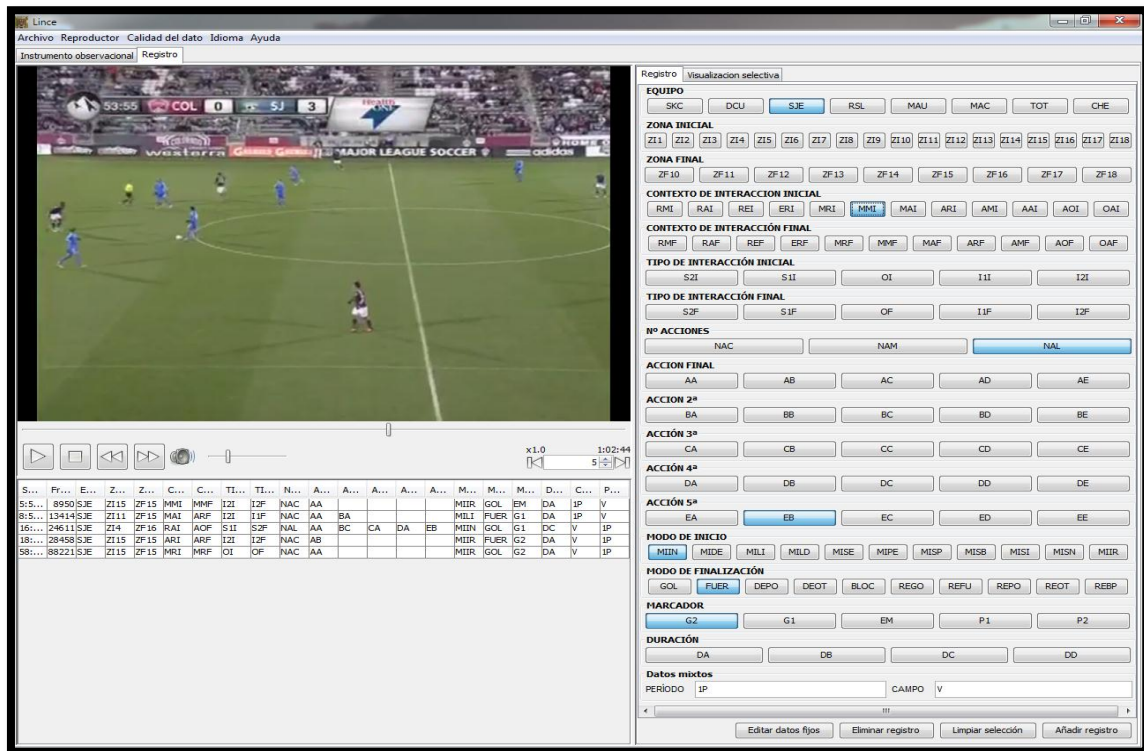 Lince
Archivo Reproductor Calidad del dato Idioma Ayuda
Instrumento observacional Registro
53:55 COL 0 SJ 3 Health ONE
westerra MAJOR LEAGUE SOCCER adidas
x1.0 1:02:44
5
S... Fr... E... Z... Z... C... C... TI... TI... N... A... A... A... A... A... M... M... M... D... C... P...
5:5... 8950 SJE ZI15 ZF15 MMI MMF I2I I2F NAC AA MIIR GOL EM DA 1P V
8:5... 13414 SJE ZI11 ZF15 MAI ARF I2I I1F NAC AA BA MILI FUER G1 DA 1P V
16:... 24611 SJE ZI4 ZF16 RAI AOF S1I S2F NAL AA BC CA DA EB MIIN GOL G1 DC V 1P
18:... 28458 SJE ZI15 ZF15 ARI ARF I2I I2F NAC AB MIIR FUER G2 DA V 1P
58:... 88221 SJE ZI15 ZF15 MRI MRF OI OF NAC AA MIIR GOL G2 DA V 1P
Registro Visualizacion selectiva
EQUIPO
SKC DCU SJE RSL MAU MAC TOT CHE
ZONA INICIAL
ZI1 ZI2 ZI3 ZI4 ZI5 ZI6 ZI7 ZI8 ZI9 ZI10 ZI11 ZI12 ZI13 ZI14 ZI15 ZI16 ZI17 ZI18
ZONA FINAL
ZF10 ZF11 ZF12 ZF13 ZF14 ZF15 ZF16 ZF17 ZF18
CONTEXTO DE INTERACCION INICIAL
RMI RAI REI ERI MRI MMI MAI ARI AMI AAI AOI OAI
CONTEXTO DE INTERACCIÓN FINAL
RMF RAF REF ERF MRF MMF MAF ARF AMF AOF OAF
TIPO DE INTERACCIÓN INICIAL
S2I S1I OI I1I I2I
TIPO DE INTERACCIÓN FINAL
S2F S1F OF I1F I2F
Nº ACCIONES
NAC NAM NAL
ACCION FINAL
AA AB AC AD AE
ACCION 2ª
BA BB BC BD BE
ACCIÓN 3ª
CA CB CC CD CE
ACCIÓN 4ª
DA DB DC DD DE
ACCIÓN 5ª
EA EB EC ED EE
MODO DE INICIO
MIIN MIDE MILI MILD MISE MIPE MISP MISB MISI MISN MIIR
MODO DE FINALIZACIÓN
GOL FUER DEPO DEOT BLOC REGO REFU REPO REOT REBP
MARCADOR
G2 G1 EM P1 P2
DURACIÓN
DA DB DC DD
Datos mixtos
PERÍODO 1P CAMPO V
Editar datos fijos Eliminar registro Limpiar selección Añadir registro